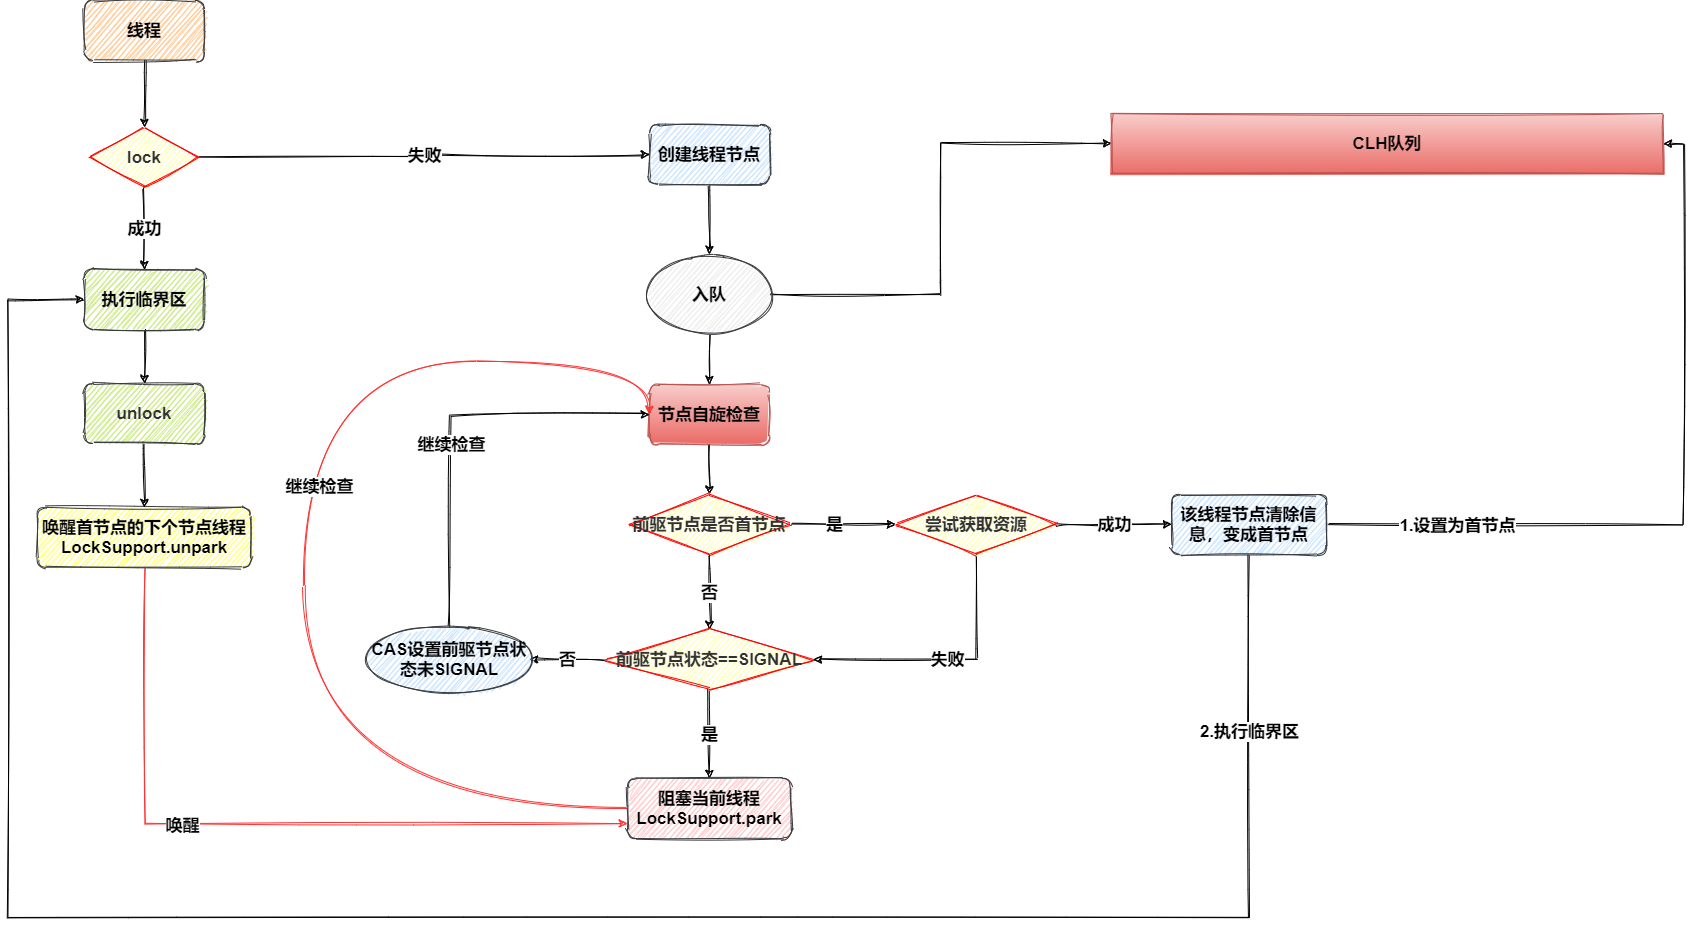 线程
lock
失败
创建线程节点
CLH队列
成功
执行临界区
入队
unlock
节点自旋检查
继续检查
继续检查
唤醒首节点的下个节点线程
LockSupport.unpark
前驱节点是否首节点
是
尝试获取资源
成功
该线程节点清除信
息，变成首节点
1.设置为首节点
否
CAS设置前驱节点状
态未SIGNAL
否
前驱节点状态==SIGNAL
失败
是
2.执行临界区
阻塞当前线程
LockSupport.park
唤醒